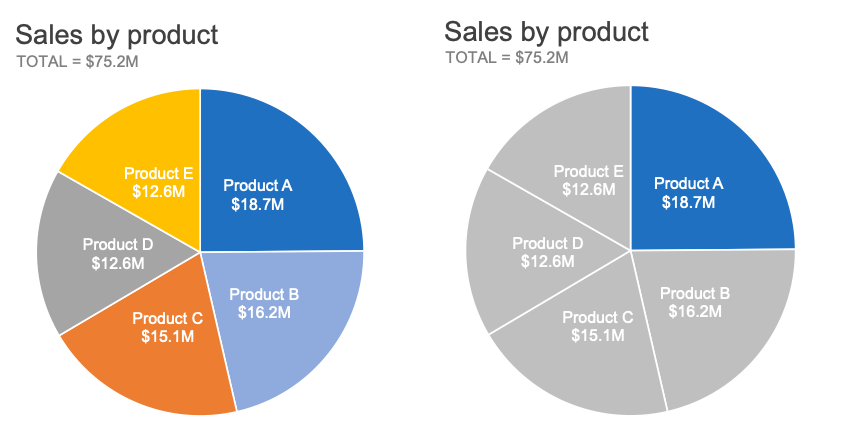 Sales by product
TOTAL = $75.2M
Product E
$12.6M
Product A
$18.7M
Product D
$12.6M
Product B
$16.2M
Product C
$15.1M
Sales by product
TOTAL = $75.2M
Product E
$12.6M
Product A
$18.7M
Product D
$12.6M
Product B
$16.2M
Product C
$15.1M